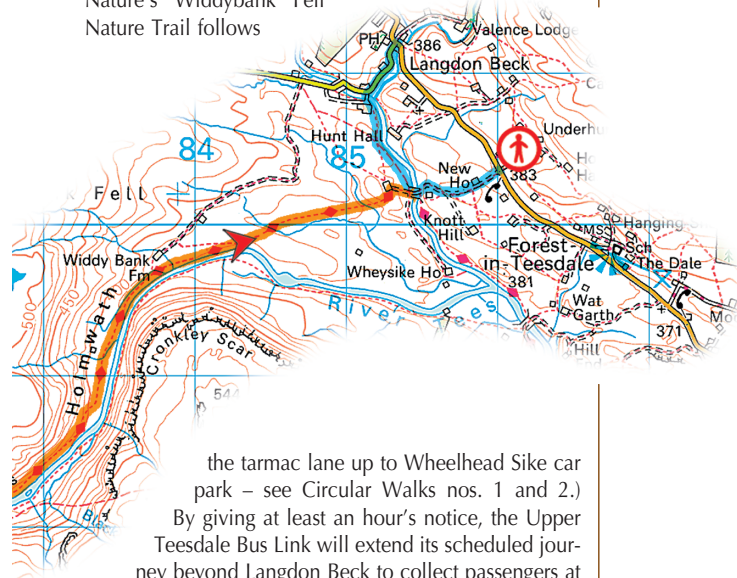 Nature's Widdybank Fell
Nature Trail follows
PH
386
Valence Lodge
Langdon Beck
Hunt Hall
84
85
Underhu
New
Ho
383
Fell
Knott
Hill
MS
Hanging
Sch
Forest-
in-Teesdale
The Dale
Widdy Bank
Fm
Wheysike Ho
381
Wat
Garth
371
River Tees
Hill
500
450
Holmwath
Cronkley Scar
544
the tarmac lane up to Wheelhead Sike car
park – see Circular Walks nos. 1 and 2.)
By giving at least an hour's notice, the Upper
Teesdale Bus Link will extend its scheduled jour-
ney beyond Langdon Beck to collect passengers at